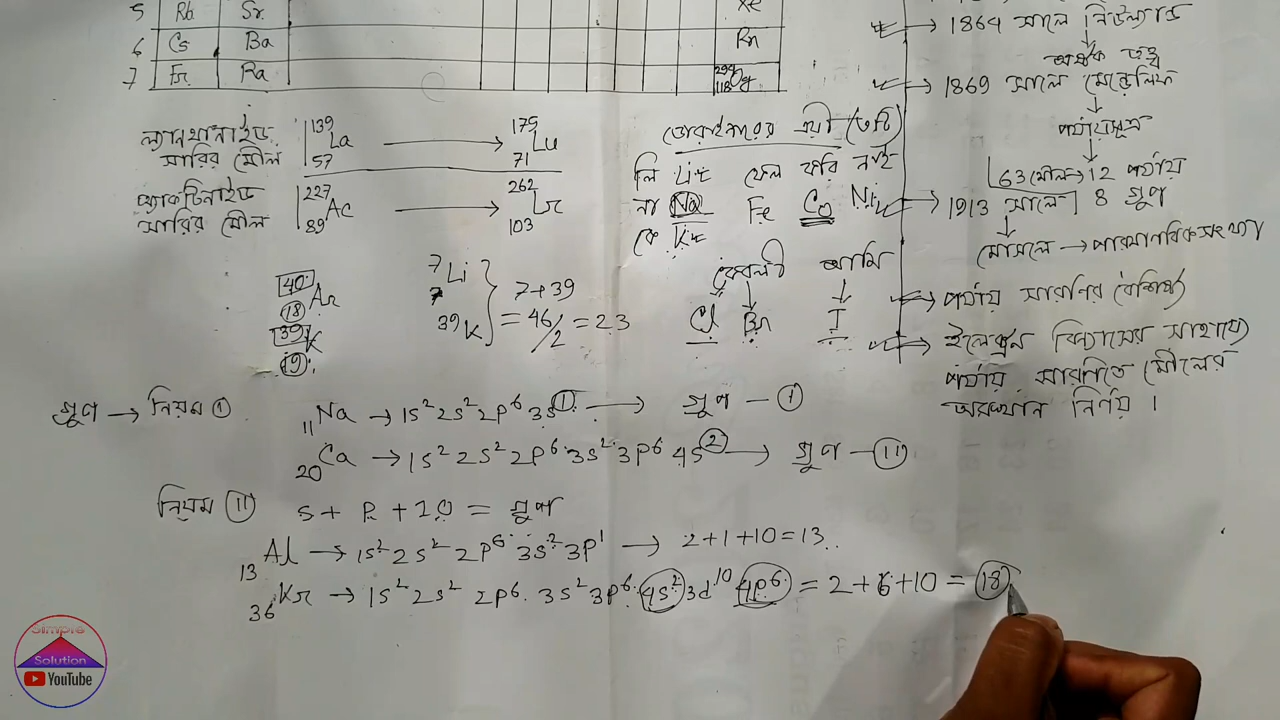 5 Rb Sr Xe
6 Cs Ba Rn
7 Fr Ra 294 118 Og
ল্যানথানাইড 139 La 57 → 175 Lu 71
সারির মৌল
অ্যাকটিনাইড 227 Ac 89 → 262 Lr 103
সারির মৌল
ডোবাইনারের ত্রয়ী (৩টি)
লি Li ফেল করি নাই
না Na Fe Co Ni
কে K
কেবলী আমি
Cl Br I
40 Ar 18
39 K 19
7 Li
39 K
7+39
= 46/2 = 23
→ 1864 সালে নিউল্যান্ড
অষ্টক তত্ত্ব
→ 1869 সালে মেন্ডেলিফ
পর্যায়সূত্র
63 মৌল → 12 পর্যায়
8 গ্রুপ
→ 1913 সালে
মোসলে → পারমাণবিক সংখ্যা
→ পর্যায় সারণির বৈশিষ্ট্য
→ ইলেকট্রন বিন্যাসের সাহায্যে
পর্যায় সারণিতে মৌলের
অবস্থান নির্ণয় ।
গ্রুপ → নিয়ম ① 11 Na → 1s² 2s² 2p⁶ 3s¹ → গ্রুপ - ①
20 Ca → 1s² 2s² 2p⁶ 3s² 3p⁶ 4s² → গ্রুপ - ⑪
নিয়ম ⑪ s + p + 10 = গ্রুপ
13 Al → 1s² 2s² 2p⁶ 3s² 3p¹ → 2+1+10=13
36 Kr → 1s² 2s² 2p⁶ 3s² 3p⁶ 4s² 3d¹⁰ 4p⁶ = 2+6+10 = 18
Simple
Solution
YouTube